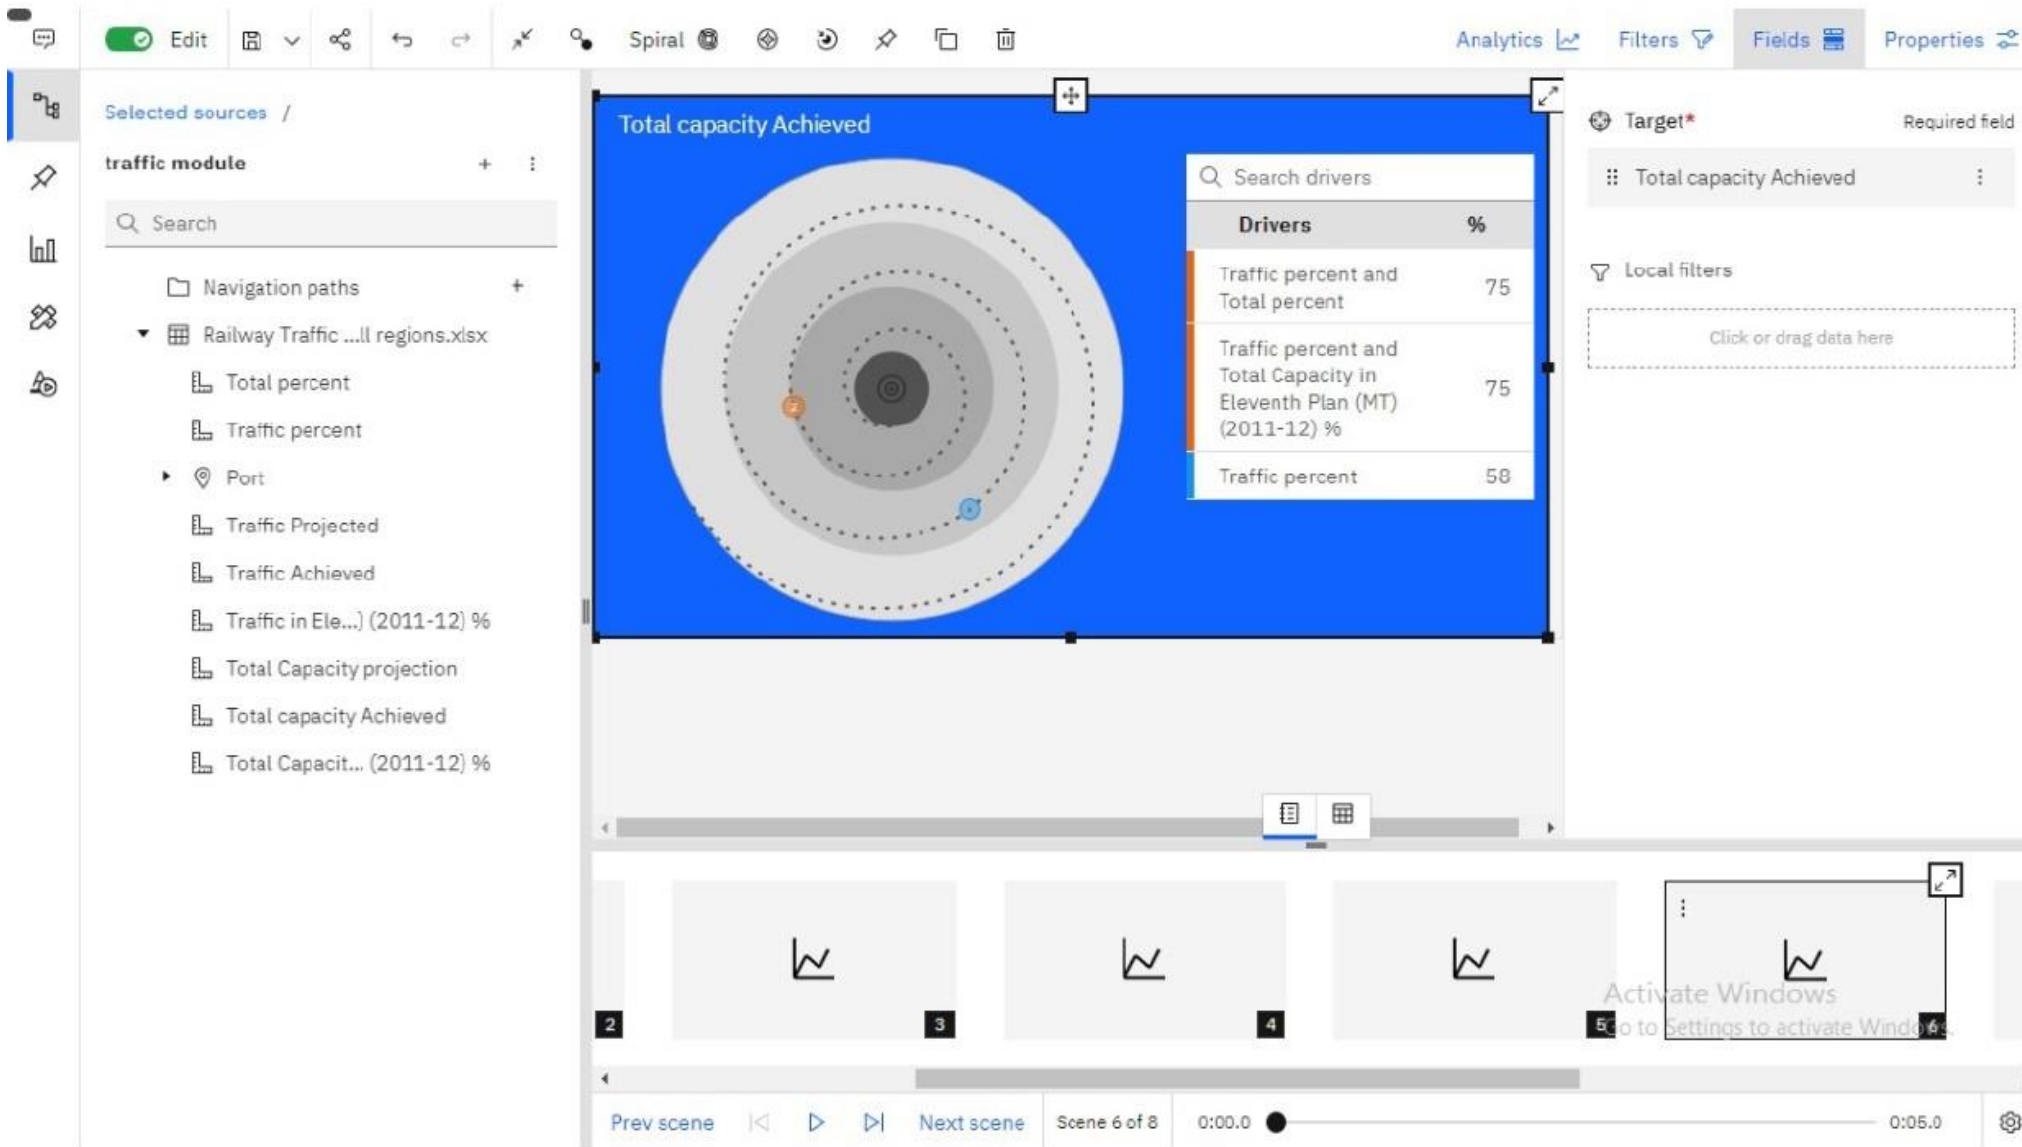 Edit
Spiral
Analytics
Filters
Fields
Properties
Selected sources /
traffic module
Search
Navigation paths
Railway Traffic ...ll regions.xlsx
Total percent
Traffic percent
Port
Traffic Projected
Traffic Achieved
Traffic in Ele...) (2011-12) %
Total Capacity projection
Total capacity Achieved
Total Capacit... (2011-12) %
Total capacity Achieved
Search drivers
Drivers %
Traffic percent and
Total percent
75
Traffic percent and
Total Capacity in
Eleventh Plan (MT)
(2011-12) %
75
Traffic percent 58
Target* Required field
Total capacity Achieved
Local filters
Click or drag data here
2
3
4
5
6
Activate Windows
Go to Settings to activate Windows.
Prev scene
Next scene
Scene 6 of 8
0:00.0
0:05.0